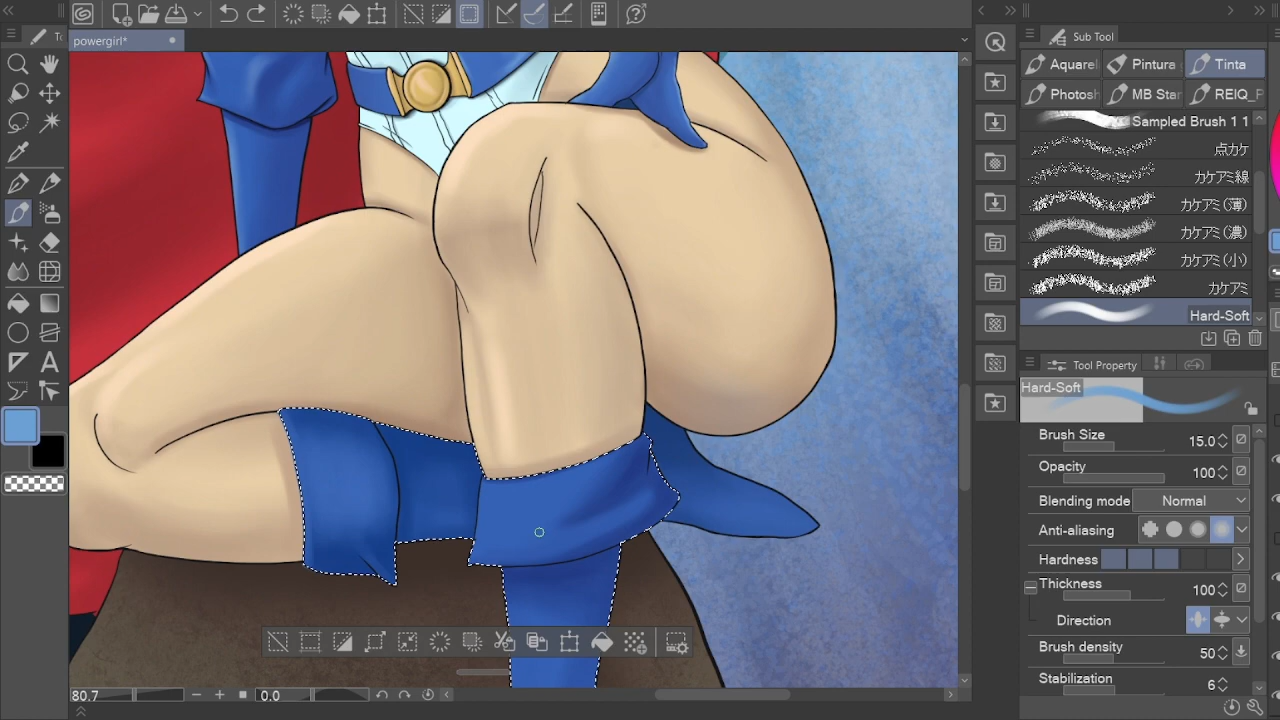 To
powergirl*
Sub Tool
Aquarel
Pintura
Tinta
Photosh
MB Star
REIQ_P
Sampled Brush 1 1
点カケ
カケアミ線
カケアミ(薄)
カケアミ(濃)
カケアミ(小)
カケアミ
Hard-Soft
Tool Property
Hard-Soft
Brush Size 15.0
Opacity 100
Blending mode Normal
Anti-aliasing
Hardness
Thickness 100
Direction
Brush density 50
Stabilization 6
80.7
0.0